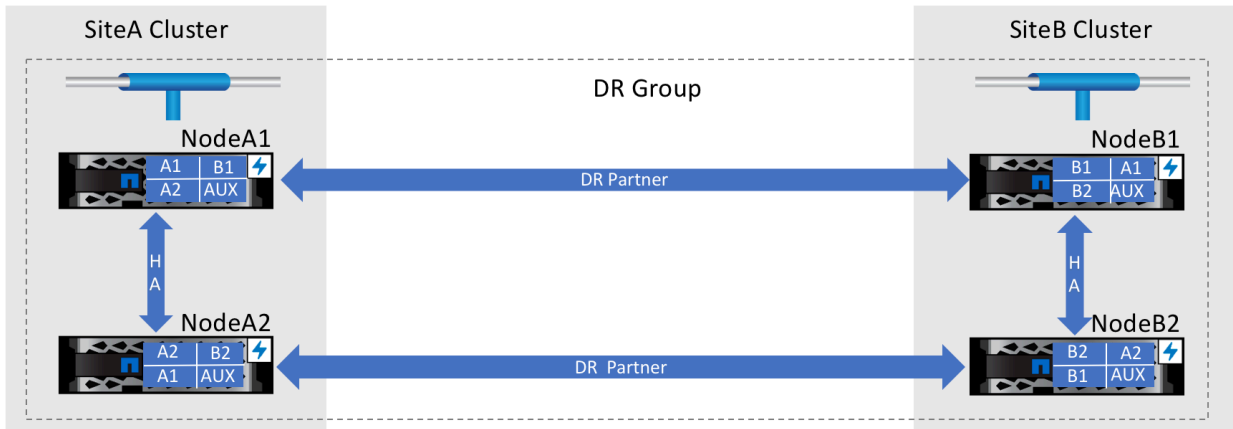 SiteA Cluster
SiteB Cluster
DR Group
NodeA1
A1 B1
A2 AUX
DR Partner
NodeB1
B1 A1
B2 AUX
H
A
H
A
NodeA2
A2 B2
A1 AUX
DR Partner
NodeB2
B2 A2
B1 AUX